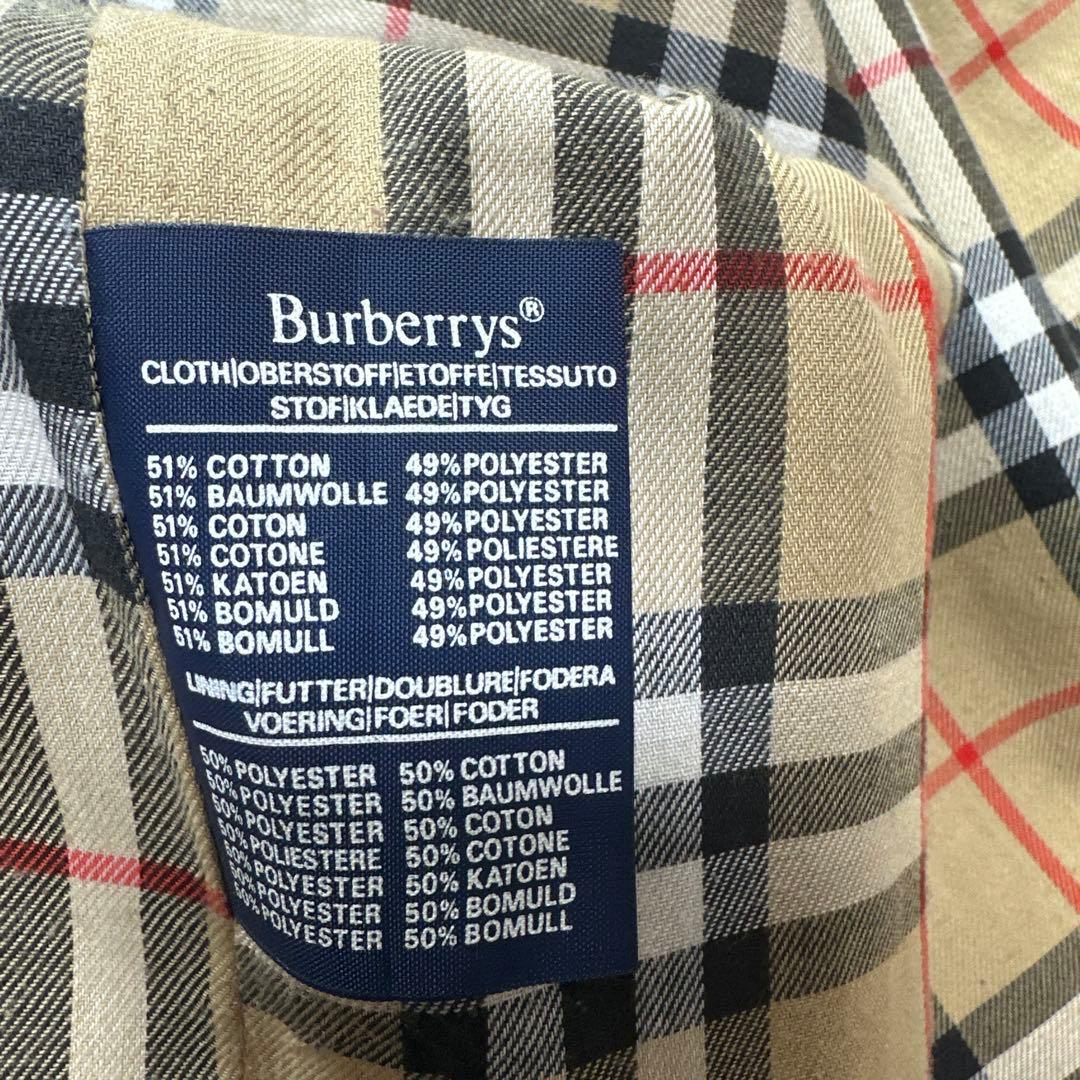 Burberrys®
CLOTH|OBERSTOFF|ETOFFE|TESSUTO
STOF|KLAEDE|TYG
51% COTTON 49% POLYESTER
51% BAUMWOLLE 49% POLYESTER
51% COTON 49% POLYESTER
51% COTONE 49% POLIESTERE
51% KATOEN 49% POLYESTER
51% BOMULD 49% POLYESTER
51% BOMULL 49% POLYESTER
LINING|FUTTER|DOUBLURE|FODERA
VOERING|FOER|FODER
50% POLYESTER 50% COTTON
50% POLYESTER 50% BAUMWOLLE
50% POLYESTER 50% COTON
50% POLIESTERE 50% COTONE
50% POLYESTER 50% KATOEN
50% POLYESTER 50% BOMULD
50% POLYESTER 50% BOMULL